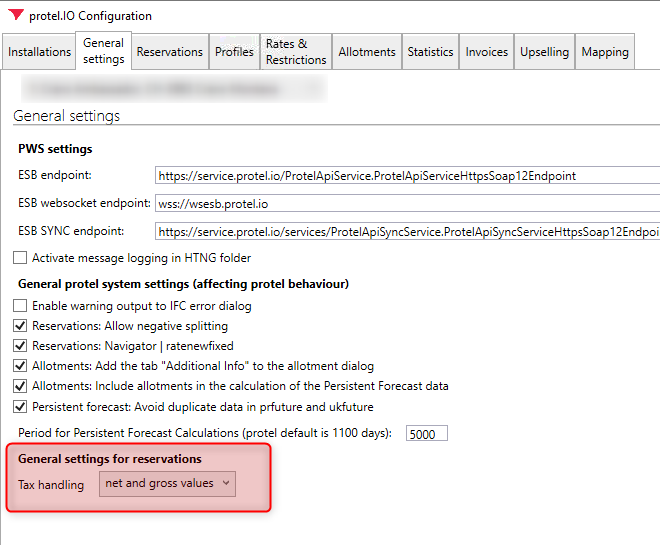 protel.IO Configuration
Installations
General settings
Reservations
Profiles
Rates & Restrictions
Allotments
Statistics
Invoices
Upselling
Mapping
General settings
PWS settings
ESB endpoint: https://service.protel.io/ProtelApiService.ProtelApiServiceHttpsSoap12Endpoint
ESB websocket endpoint: wss://wsesb.protel.io
ESB SYNC endpoint: https://service.protel.io/services/ProtelApiSyncService.ProtelApiSyncServiceHttpsSoap12Endpoi
Activate message logging in HTNG folder
General protel system settings (affecting protel behaviour)
Enable warning output to IFC error dialog
Reservations: Allow negative splitting
Reservations: Navigator | ratenewfixed
Allotments: Add the tab "Additional Info" to the allotment dialog
Allotments: Include allotments in the calculation of the Persistent Forecast data
Persistent forecast: Avoid duplicate data in prfuture and ukfuture
Period for Persistent Forecast Calculations (protel default is 1100 days): 5000
General settings for reservations
Tax handling net and gross values